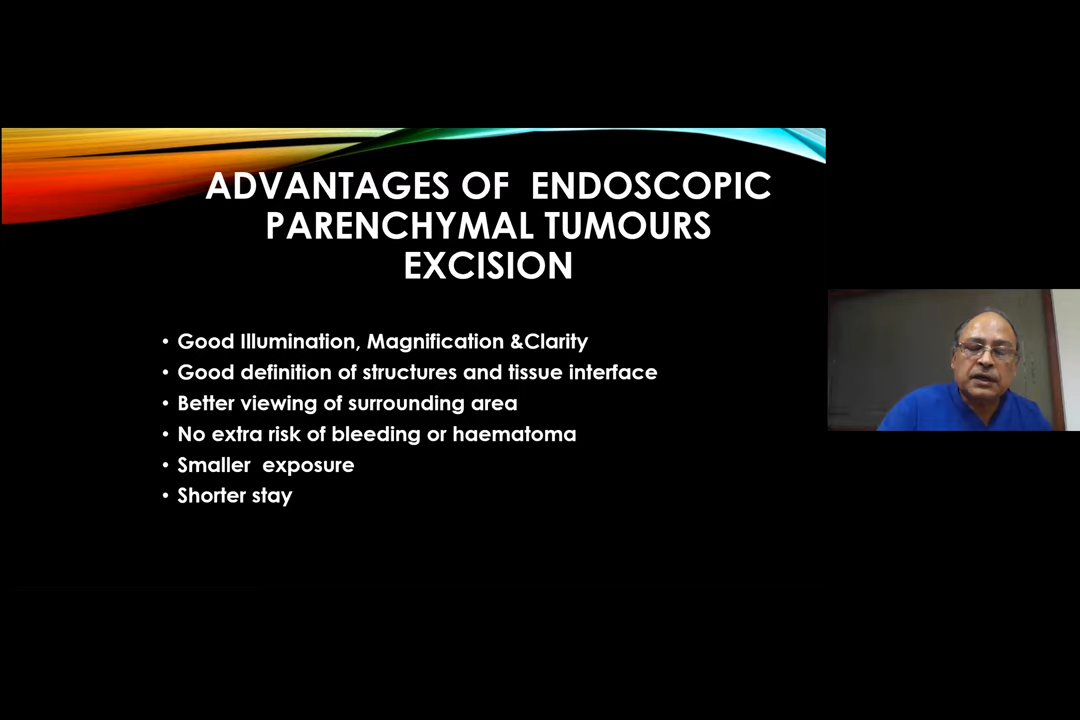 ADVANTAGES OF  ENDOSCOPIC
PARENCHYMAL TUMOURS
EXCISION
• Good Illumination, Magnification &Clarity
• Good definition of structures and tissue interface
• Better viewing of surrounding area
• No extra risk of bleeding or haematoma
• Smaller  exposure
• Shorter stay